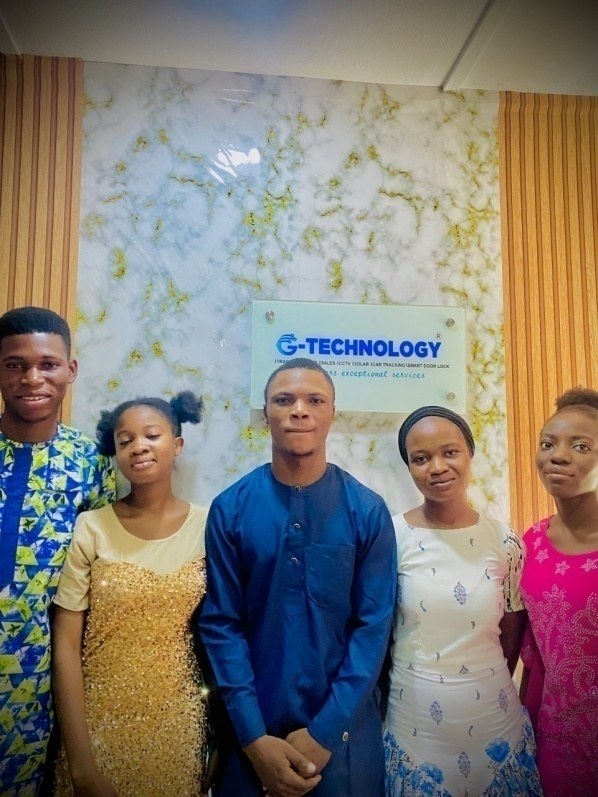 G-TECHNOLOGY®
SALES |CCTV |SOLAR |CAR TRACKING |SMART DOOR LOCK
exceptional services